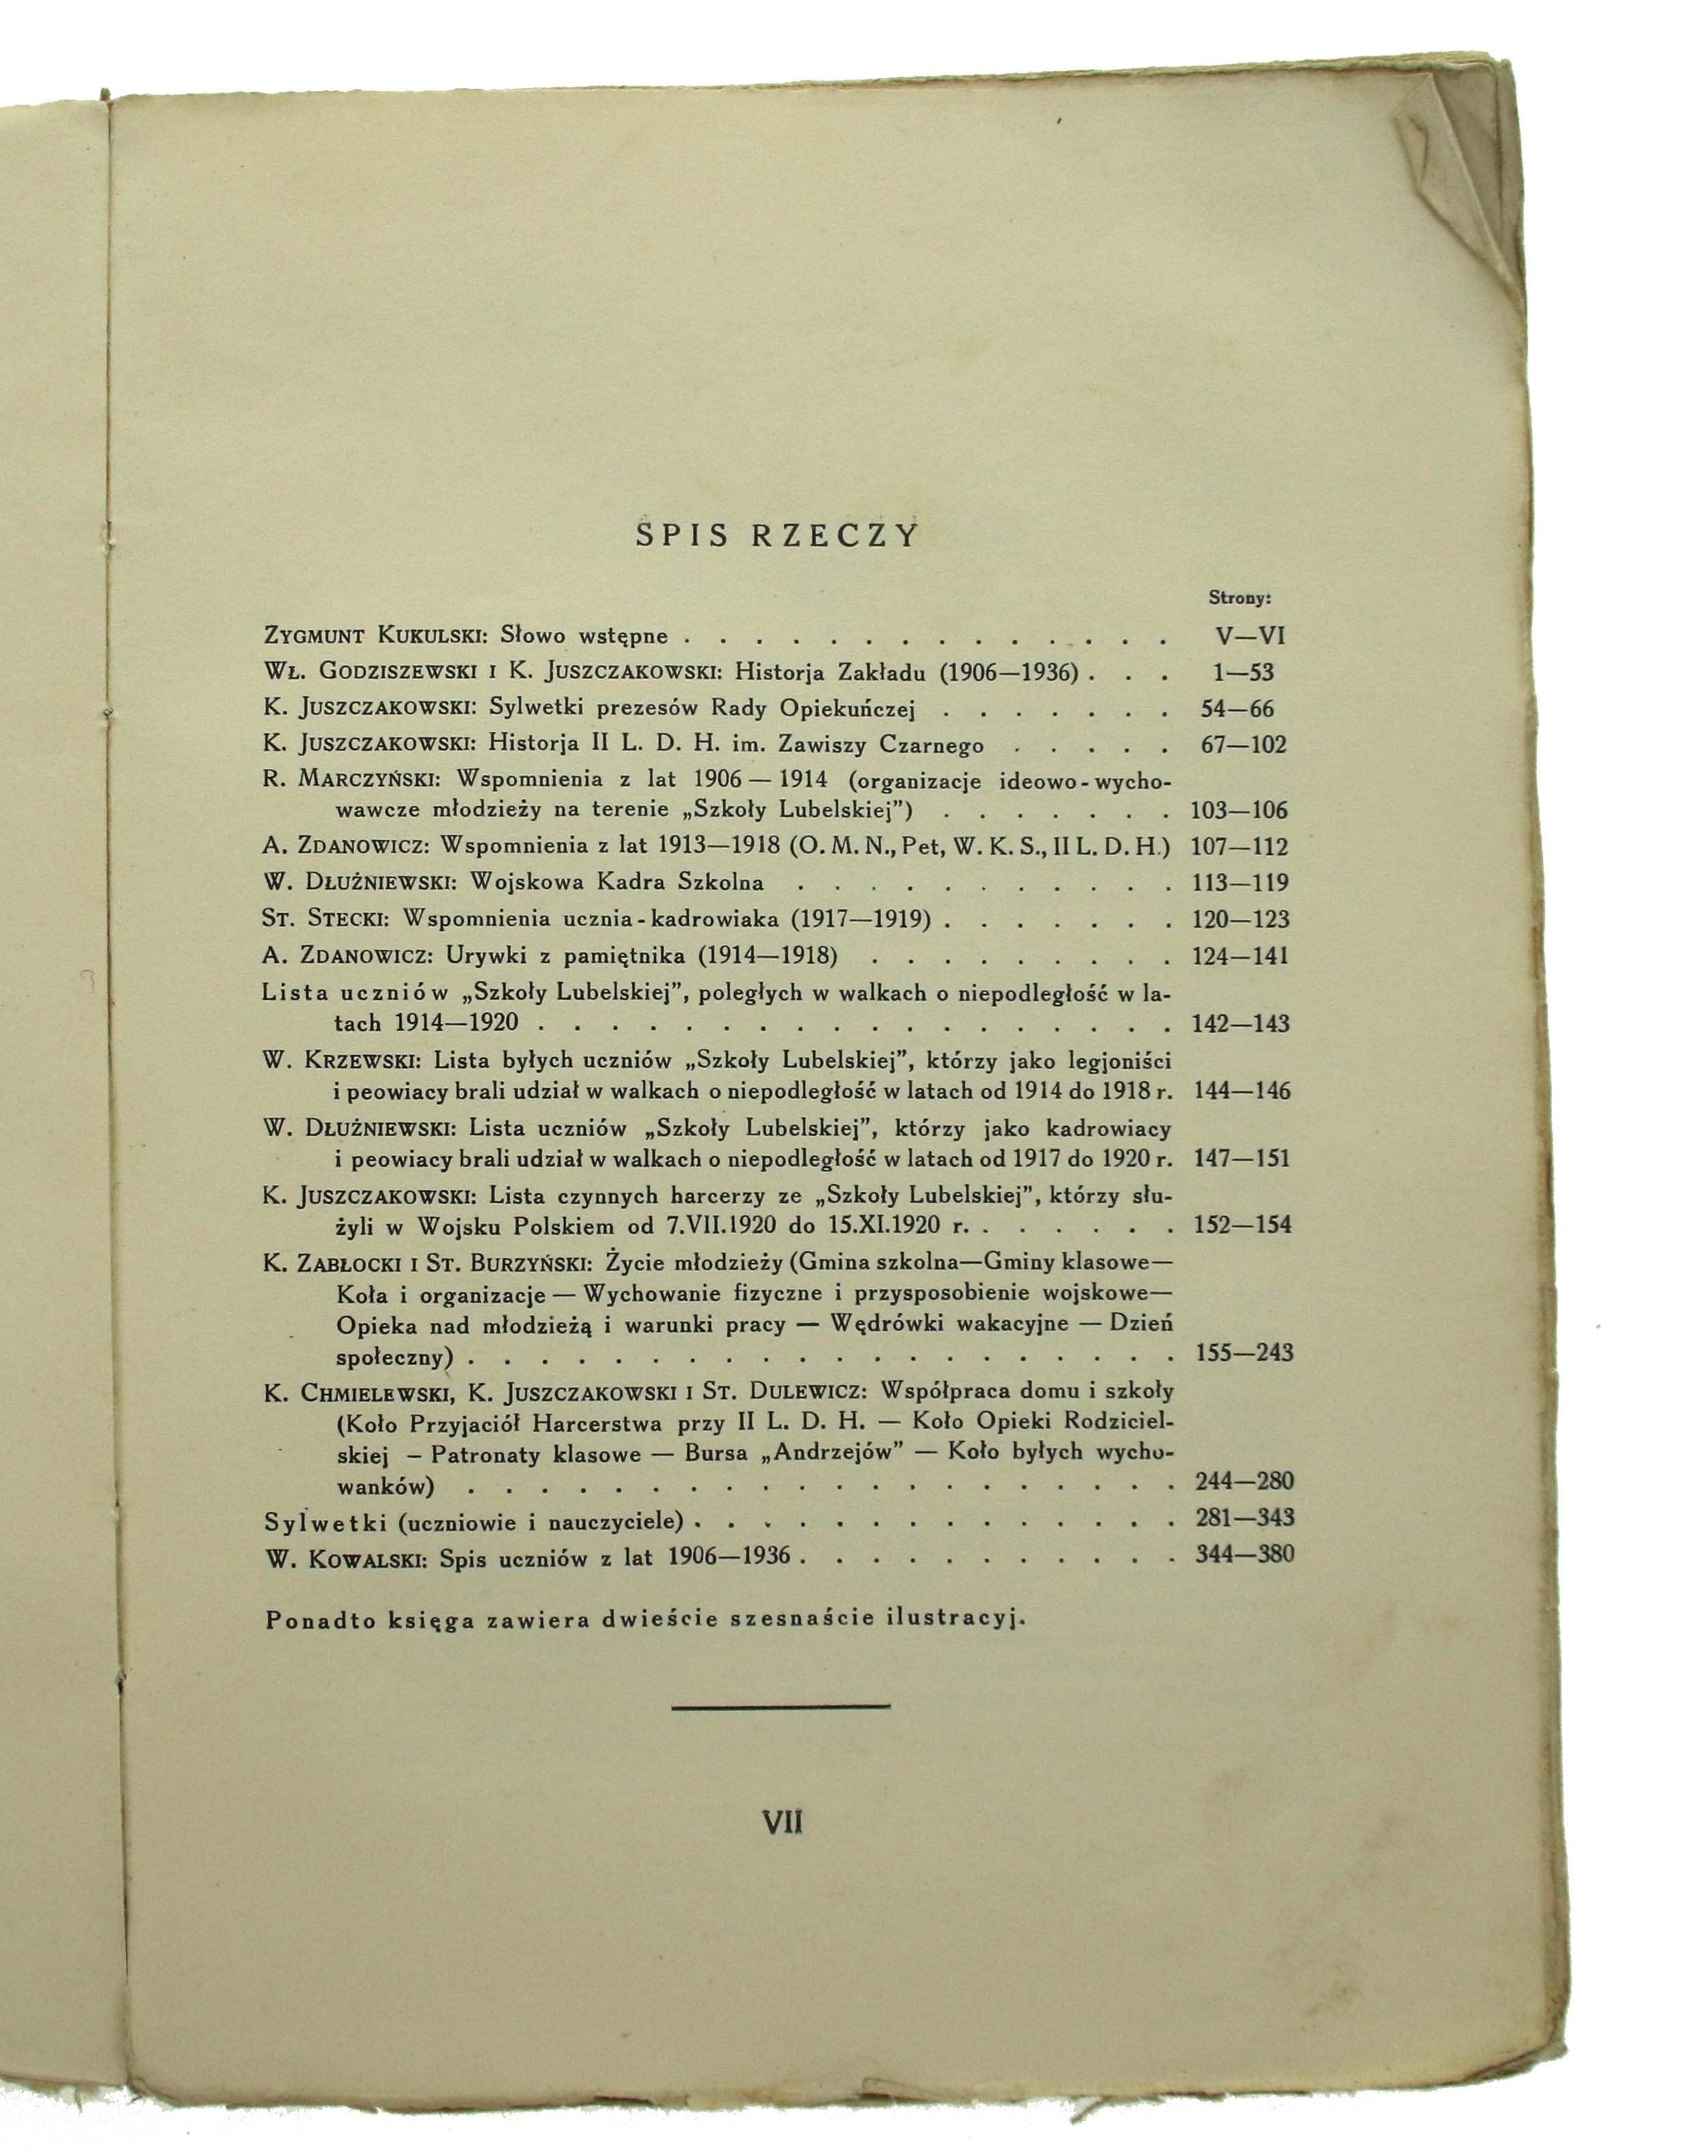 SPIS RZECZY
Strony:
ZYGMUNT KUKULSKI: Słowo wstępne . . . . . . . . . . . . . . V—VI
WŁ. GODZISZEWSKI I K. JUSZCZAKOWSKI: Historja Zakładu (1906—1936) . . . 1—53
K. JUSZCZAKOWSKI: Sylwetki prezesów Rady Opiekuńczej . . . . . . . 54—66
K. JUSZCZAKOWSKI: Historja II L. D. H. im. Zawiszy Czarnego . . . . . 67—102
R. MARCZYŃSKI: Wspomnienia z lat 1906 — 1914 (organizacje ideowo-wycho-
wawcze młodzieży na terenie „Szkoły Lubelskiej”) . . . . . . . 103—106
A. ZDANOWICZ: Wspomnienia z lat 1913—1918 (O. M. N., Pet, W. K. S., II L. D. H.) 107—112
W. DŁUŻNIEWSKI: Wojskowa Kadra Szkolna . . . . . . . . . . . 113—119
ST. STECKI: Wspomnienia ucznia-kadrowiaka (1917—1919) . . . . . . . 120—123
A. ZDANOWICZ: Urywki z pamiętnika (1914—1918) . . . . . . . . . 124—141
Lista uczniów „Szkoły Lubelskiej”, poległych w walkach o niepodległość w la-
tach 1914—1920 . . . . . . . . . . . . . . . . . . 142—143
W. KRZEWSKI: Lista byłych uczniów „Szkoły Lubelskiej”, którzy jako legjoniści
i peowiacy brali udział w walkach o niepodległość w latach od 1914 do 1918 r. 144—146
W. DŁUŻNIEWSKI: Lista uczniów „Szkoły Lubelskiej”, którzy jako kadrowiacy
i peowiacy brali udział w walkach o niepodległość w latach od 1917 do 1920 r. 147—151
K. JUSZCZAKOWSKI: Lista czynnych harcerzy ze „Szkoły Lubelskiej”, którzy słu-
żyli w Wojsku Polskiem od 7.VII.1920 do 15.XI.1920 r. . . . . . . 152—154
K. ZABŁOCKI I ST. BURZYŃSKI: Życie młodzieży (Gmina szkolna—Gminy klasowe—
Koła i organizacje — Wychowanie fizyczne i przysposobienie wojskowe—
Opieka nad młodzieżą i warunki pracy — Wędrówki wakacyjne — Dzień
społeczny) . . . . . . . . . . . . . . . . . . . . 155—243
K. CHMIELEWSKI, K. JUSZCZAKOWSKI I ST. DULEWICZ: Współpraca domu i szkoły
(Koło Przyjaciół Harcerstwa przy II L. D. H. — Koło Opieki Rodziciel-
skiej – Patronaty klasowe — Bursa „Andrzejów” — Koło byłych wycho-
wanków) . . . . . . . . . . . . . . . . . . . . 244—280
Sylwetki (uczniowie i nauczyciele) . . . . . . . . . . . . . . 281—343
W. KOWALSKI: Spis uczniów z lat 1906—1936 . . . . . . . . . . . 344—380
Ponadto księga zawiera dwieście szesnaście ilustracyj.
VII